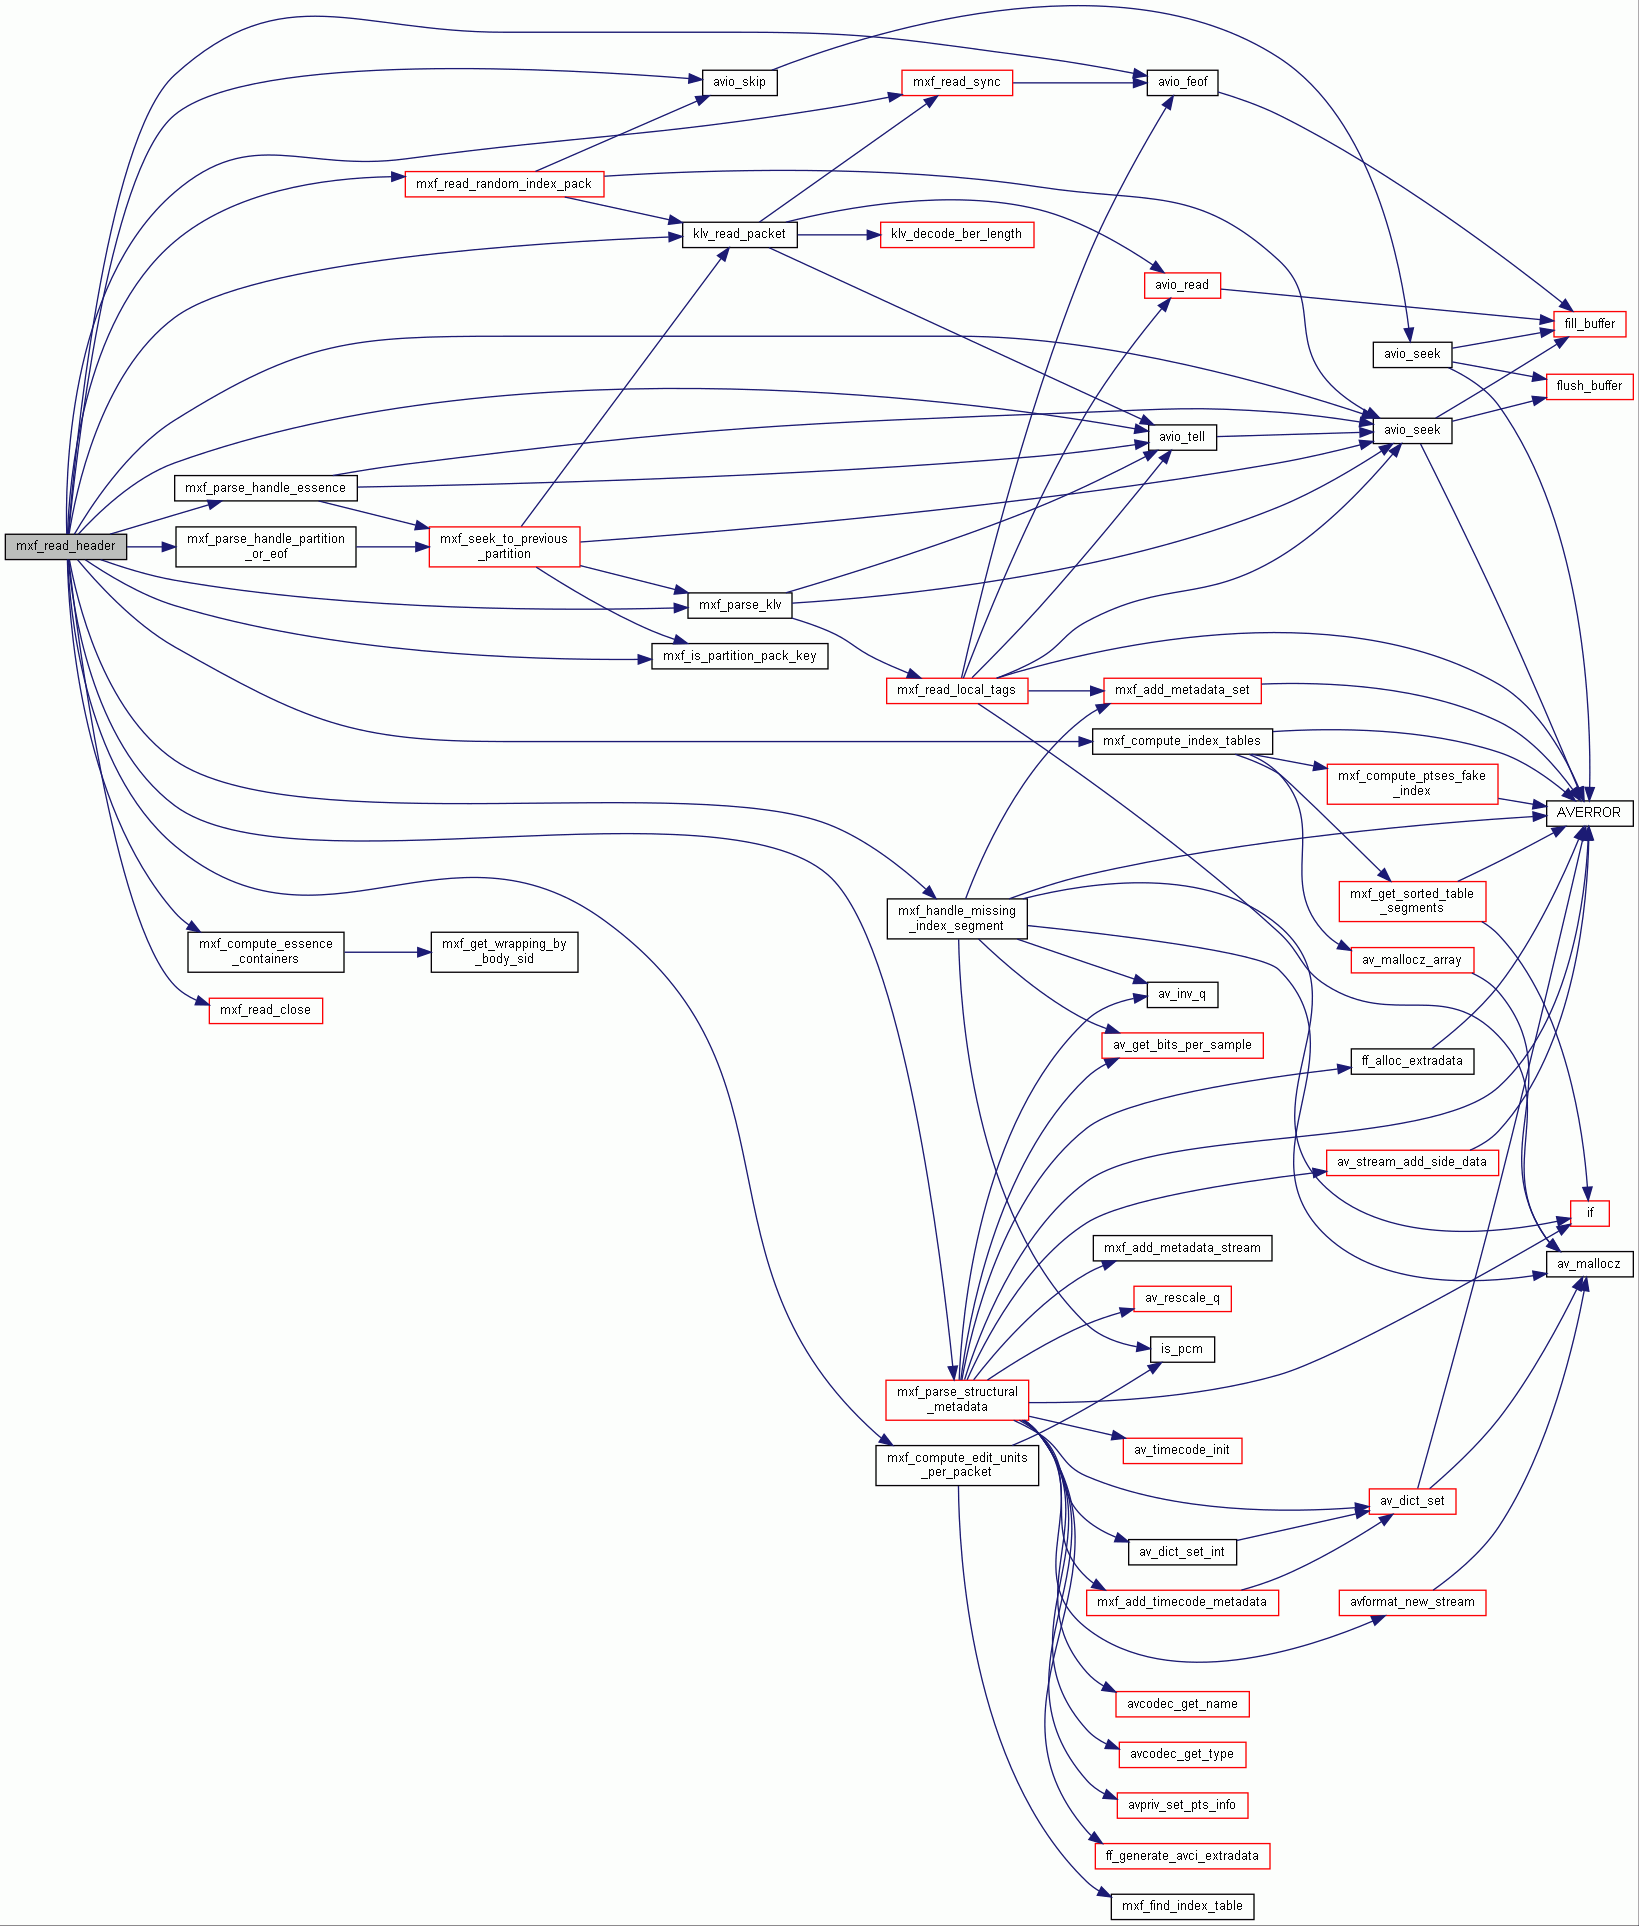 avio_skip
mxf_read_sync
avio_feof
mxf_read_random_index_pack
klv_read_packet
klv_decode_ber_length
avio_read
fill_buffer
avio_seek
flush_buffer
avio_seek
avio_tell
mxf_parse_handle_essence
mxf_read_header
mxf_parse_handle_partition
_or_eof
mxf_seek_to_previous
_partition
mxf_parse_klv
mxf_is_partition_pack_key
mxf_read_local_tags
mxf_add_metadata_set
mxf_compute_index_tables
mxf_compute_ptses_fake
_index
AVERROR
mxf_get_sorted_table
_segments
mxf_handle_missing
_index_segment
mxf_compute_essence
_containers
mxf_get_wrapping_by
_body_sid
av_mallocz_array
av_inv_q
mxf_read_close
av_get_bits_per_sample
ff_alloc_extradata
av_stream_add_side_data
if
mxf_add_metadata_stream
av_mallocz
av_rescale_q
is_pcm
mxf_parse_structural
_metadata
av_timecode_init
mxf_compute_edit_units
_per_packet
av_dict_set
av_dict_set_int
mxf_add_timecode_metadata
avformat_new_stream
avcodec_get_name
avcodec_get_type
avpriv_set_pts_info
ff_generate_avci_extradata
mxf_find_index_table